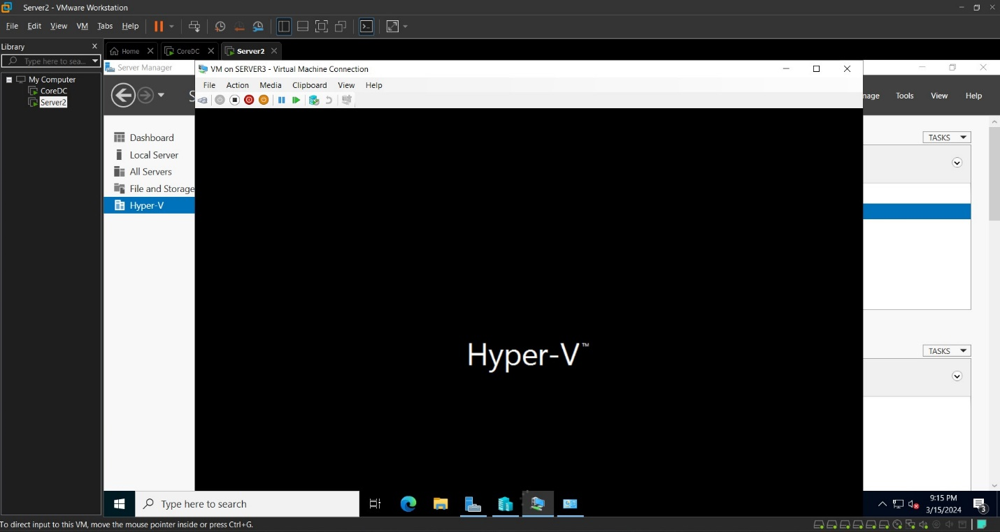 Server2 - VMware Workstation
File Edit View VM Tabs Help
Library X
Type here to sea...
My Computer
CoreDC
Server2
Home CoreDC Server2
Server Manager
VM on SERVER3 - Virtual Machine Connection
File Action Media Clipboard View Help
S
nage Tools View Help
Dashboard
Local Server
All Servers
File and Storage
Hyper-V
TASKS
TASKS
Hyper-V™
Type here to search
9:15 PM
3/15/2024
3
To direct input to this VM, move the mouse pointer inside or press Ctrl+G.